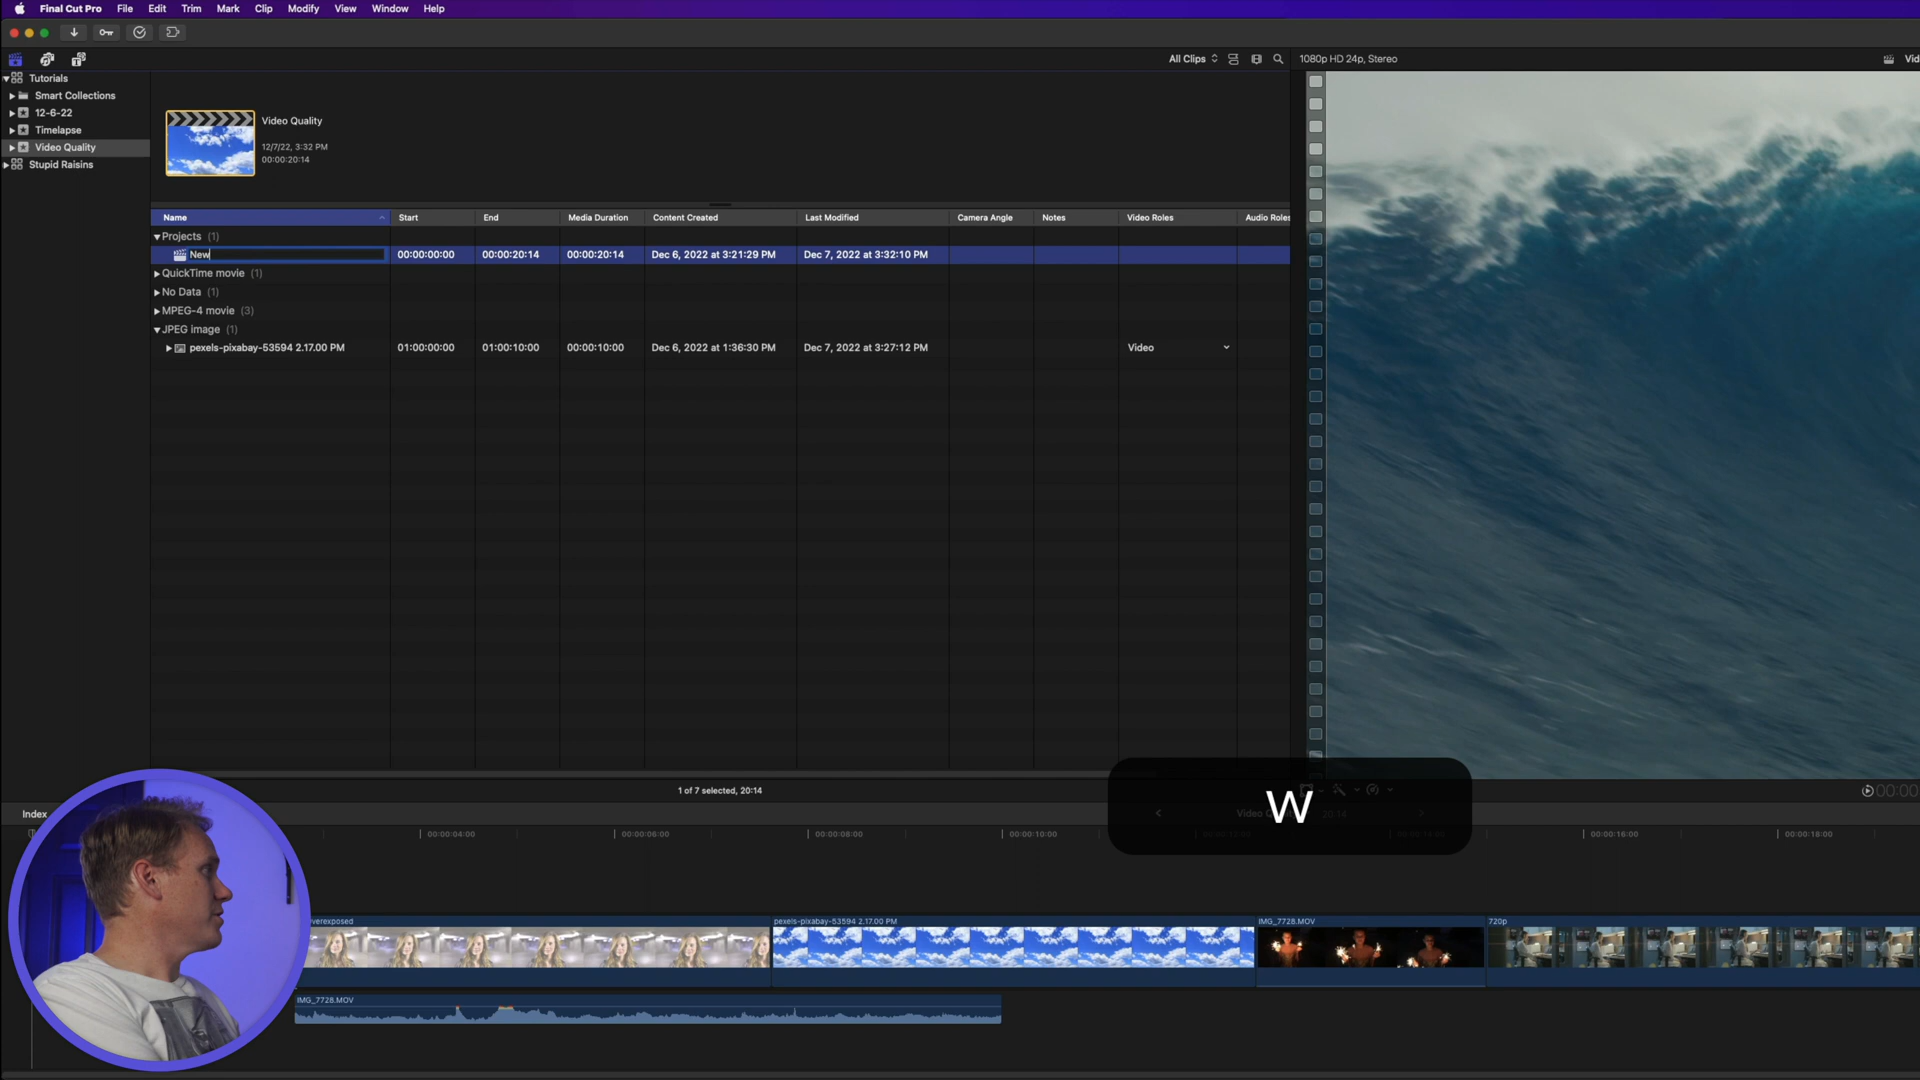 Final Cut Pro File Edit Trim Mark Clip Modify View Window Help
All Clips 1080p HD 24p, Stereo Vid
Tutorials
Smart Collections
12-6-22
Timelapse
Video Quality
Stupid Raisins
Video Quality
12/7/22, 3:32 PM
00:00:20:14
Name Start End Media Duration Content Created Last Modified Camera Angle Notes Video Roles Audio Roles
Projects (1)
New 00:00:00:00 00:00:20:14 00:00:20:14 Dec 6, 2022 at 3:21:29 PM Dec 7, 2022 at 3:32:10 PM
QuickTime movie (1)
No Data (1)
MPEG-4 movie (3)
JPEG image (1)
pexels-pixabay-53594 2.17.00 PM 01:00:00:00 01:00:10:00 00:00:10:00 Dec 6, 2022 at 1:36:30 PM Dec 7, 2022 at 3:27:12 PM Video
1 of 7 selected, 20:14 00:00
Index W 20:14
00:00:04:00 00:00:06:00 00:00:08:00 00:00:10:00 00:00:16:00 00:00:18:00
verexposed pexels-pixabay-53594 2.17.00 PM IMG_7728.MOV 720p
IMG_7728.MOV